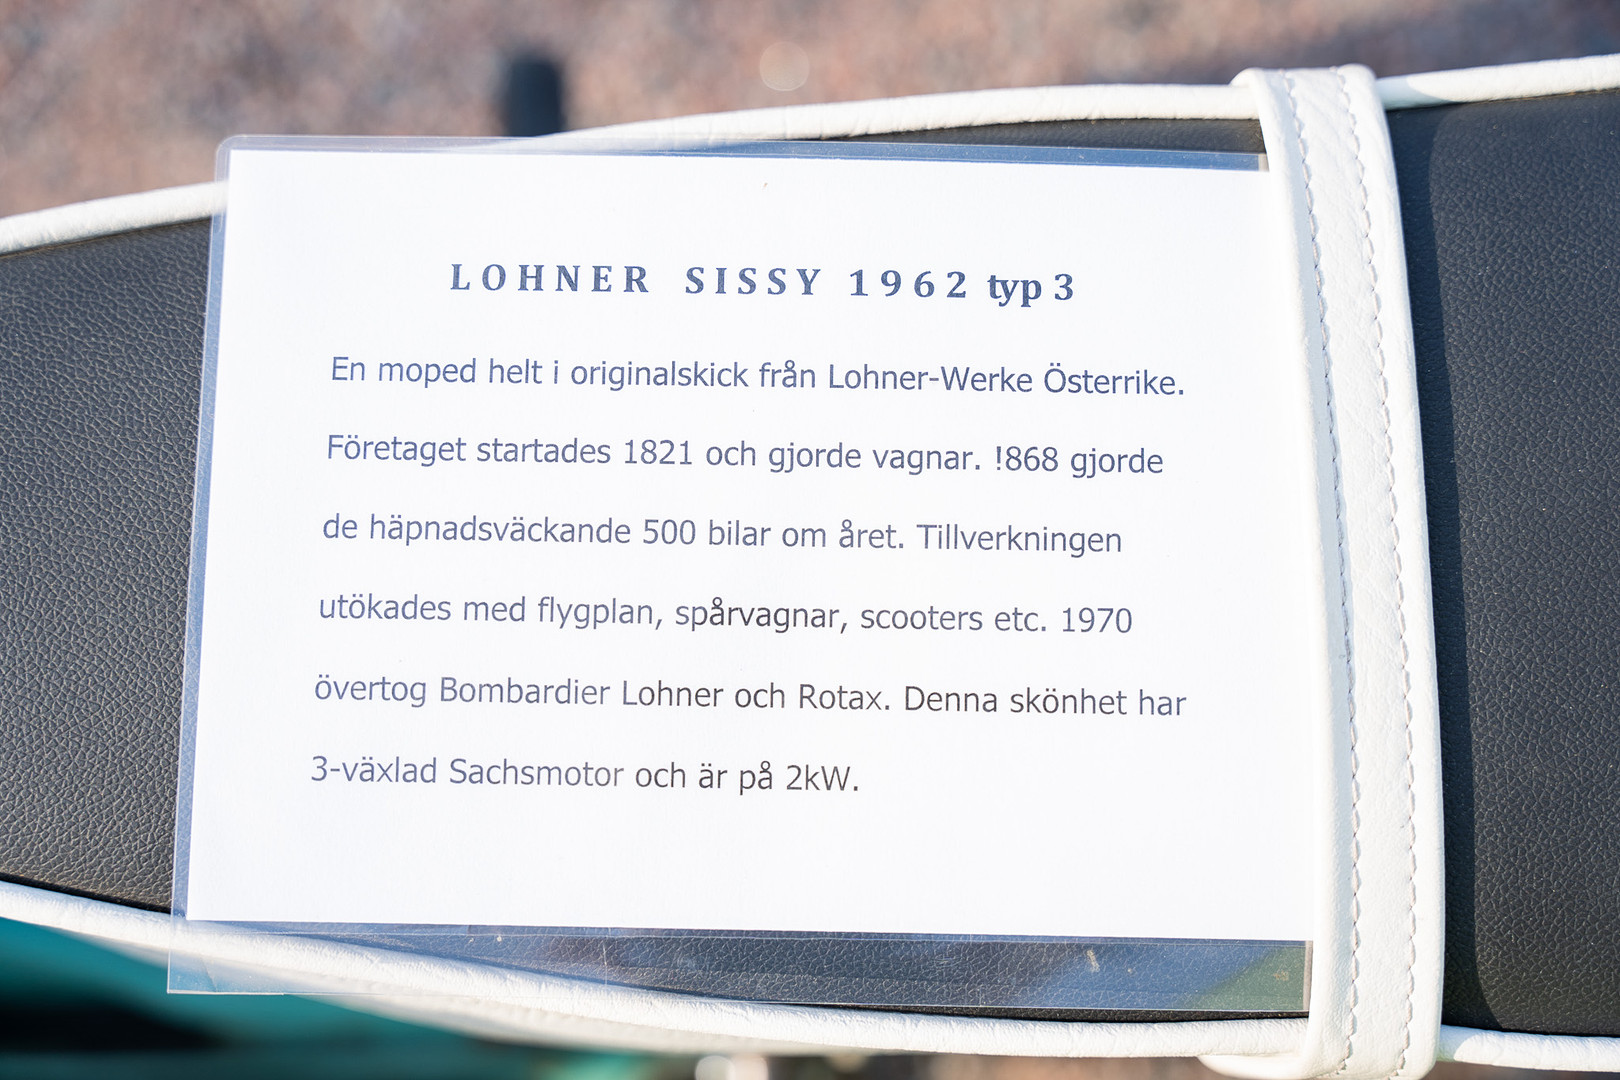 LOHNER SISSY 1962 typ 3
En moped helt i originalskick från Lohner-Werke Österrike.
Företaget startades 1821 och gjorde vagnar. !868 gjorde
de häpnadsväckande 500 bilar om året. Tillverkningen
utökades med flygplan, spårvagnar, scooters etc. 1970
övertog Bombardier Lohner och Rotax. Denna skönhet har
3-växlad Sachsmotor och är på 2kW.